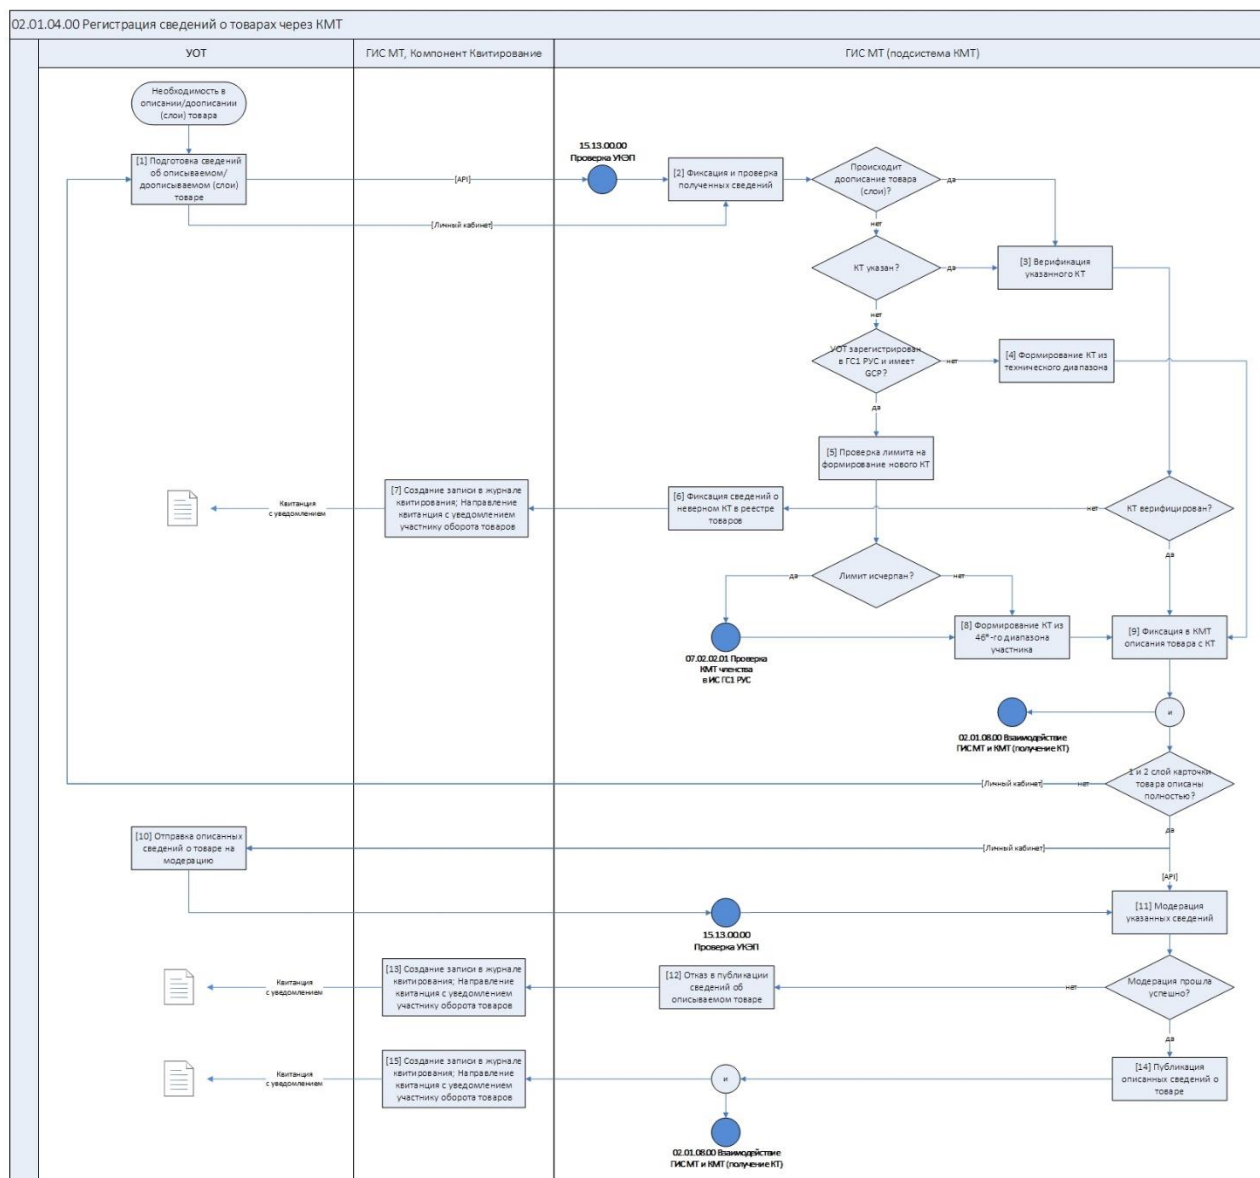 02.01.04.00 Регистрация сведений о товарах через КМТ
УОТ
ГИС МТ, Компонент Квитирование
ГИС МТ (подсистема КМТ)
Необходимость в
описании/доописании
(слои) товара
[1] Подготовка сведений
об описываемом/
доописываемом (слои)
товаре
[API]
[Личный кабинет]
15.13.00.00
Проверка УКЭП
[2] Фиксация и проверка
полученных сведений
Происходит
доописание товара
(слои)?
да
нет
КТ указан?
да
[3] Верификация
указанного КТ
нет
УОТ зарегистрирован
в ГС1 РУС и имеет
GCP?
нет
[4] Формирование КТ из
технического диапазона
да
[5] Проверка лимита на
формирование нового КТ
Квитанция
с уведомлением
[7] Создание записи в журнале
квитирования; Направление
квитанция с уведомлением
участнику оборота товаров
[6] Фиксация сведений о
неверном КТ в реестре
товаров
нет
КТ верифицирован?
да
Лимит исчерпан?
да
нет
07.02.02.01 Проверка
КМТ членства
в ИС ГС1 РУС
[8] Формирование КТ из
46*-го диапазона
участника
[9] Фиксация в КМТ
описания товара с КТ
и
02.01.08.00 Взаимодействие
ГИС МТ и КМТ (получение КТ)
1 и 2 слой карточки
товара описаны
полностью?
нет
[Личный кабинет]
да
[10] Отправка описанных
сведений о товаре на
модерацию
[Личный кабинет]
[API]
15.13.00.00
Проверка УКЭП
[11] Модерация
указанных сведений
Модерация прошла
успешно?
нет
[12] Отказ в публикации
сведений об
описываемом товаре
[13] Создание записи в журнале
квитирования; Направление
квитанция с уведомлением
участнику оборота товаров
Квитанция
с уведомлением
да
[14] Публикация
описанных сведений о
товаре
и
[15] Создание записи в журнале
квитирования; Направление
квитанция с уведомлением
участнику оборота товаров
Квитанция
с уведомлением
02.01.08.00 Взаимодействие
ГИС МТ и КМТ (получение КТ)